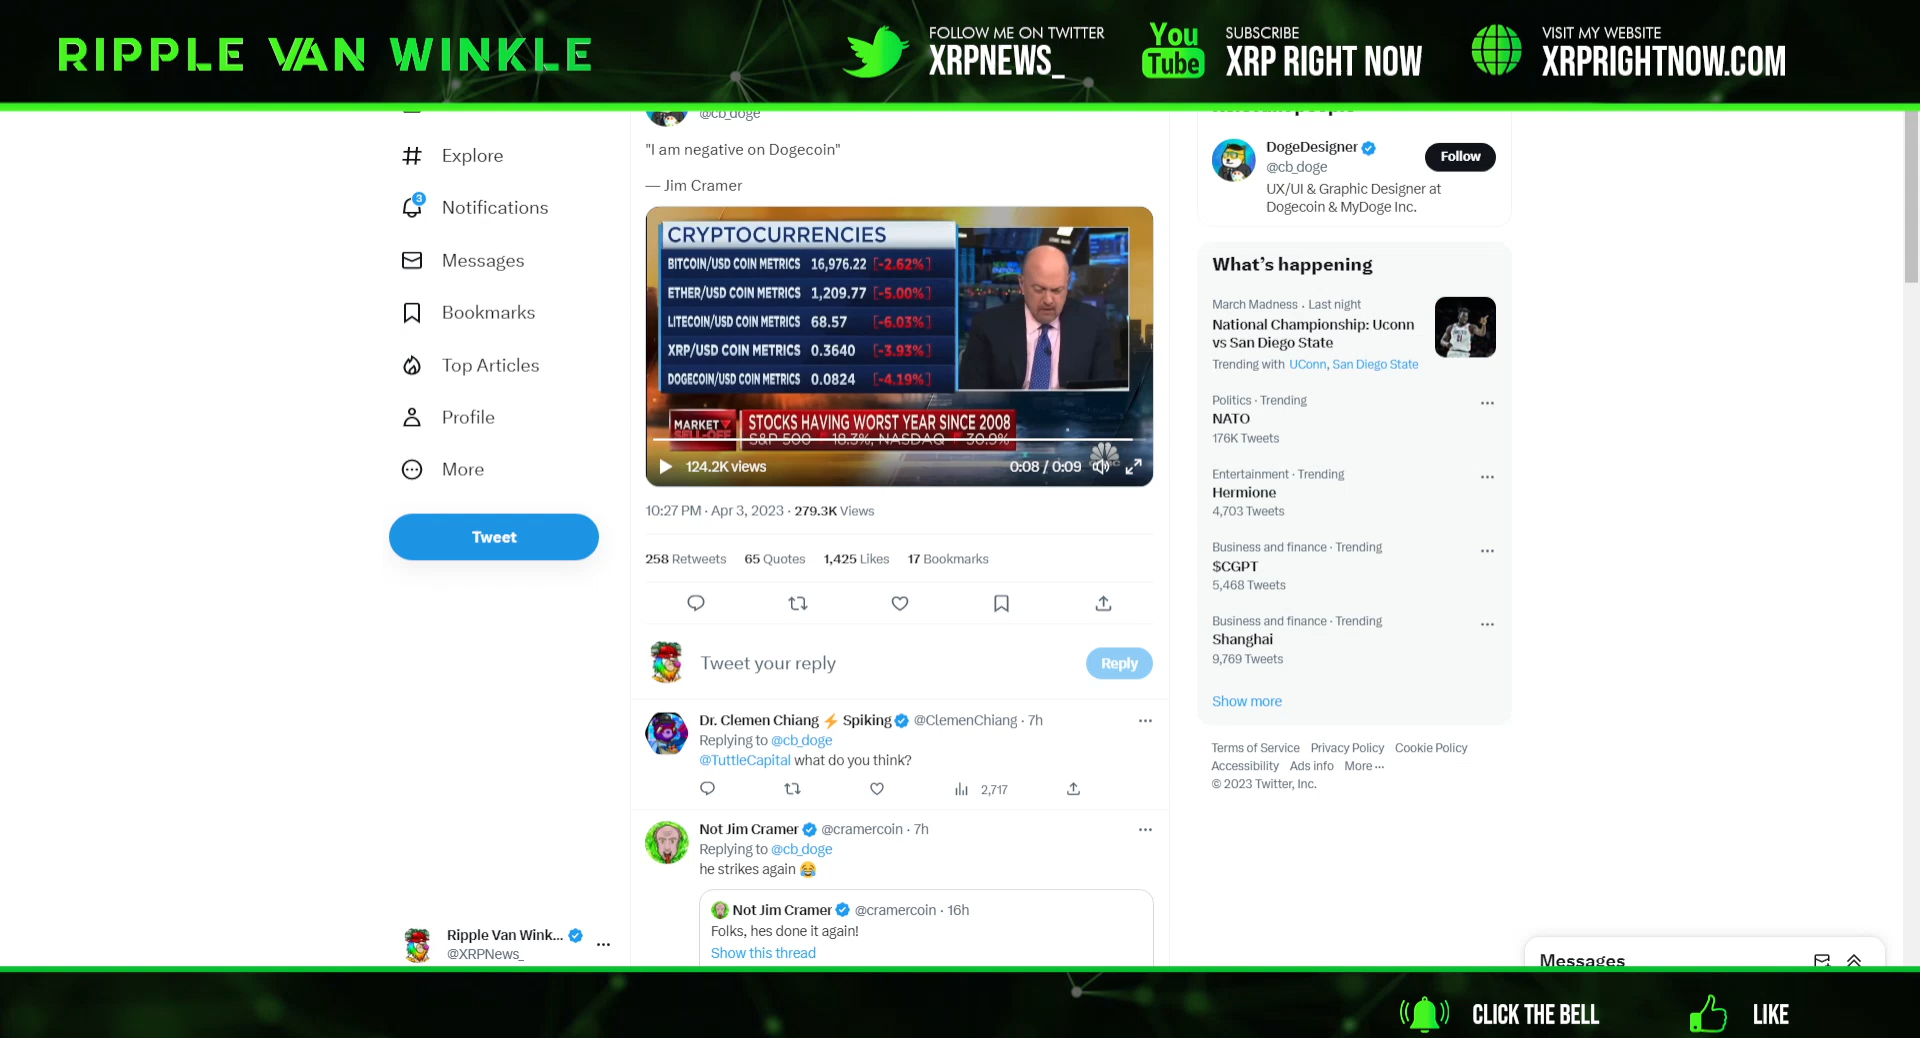 RIPPLE VAN WINKLE
FOLLOW ME ON TWITTER
XRPNEWS_
You
Tube
SUBSCRIBE
XRP RIGHT NOW
VISIT MY WEBSITE
XRPRIGHTNOW.COM
Explore
3
Notifications
Messages
Bookmarks
Top Articles
Profile
More
Tweet
Ripple Van Wink...
@XRPNews_
@cb_doge
"I am negative on Dogecoin"
— Jim Cramer
CRYPTOCURRENCIES
BITCOIN/USD COIN METRICS 16,976.22 [-2.62%]
ETHER/USD COIN METRICS 1,209.77 [-5.00%]
LITECOIN/USD COIN METRICS 68.57 [-6.03%]
XRP/USD COIN METRICS 0.3640 [-3.93%]
DOGECOIN/USD COIN METRICS 0.0824 [-4.19%]
MARKET
SELL-OFF
STOCKS HAVING WORST YEAR SINCE 2008
S&P 500 18.3%, NASDAQ 30.9%
124.2K views
0:08 / 0:09
10:27 PM · Apr 3, 2023 · 279.3K Views
258 Retweets 65 Quotes 1,425 Likes 17 Bookmarks
Tweet your reply
Reply
Dr. Clemen Chiang ⚡ Spiking @ClemenChiang · 7h
Replying to @cb_doge
@TuttleCapital what do you think?
2,717
Not Jim Cramer @cramercoin · 7h
Replying to @cb_doge
he strikes again 😂
Not Jim Cramer @cramercoin · 16h
Folks, hes done it again!
Show this thread
DogeDesigner
@cb_doge
Follow
UX/UI & Graphic Designer at
Dogecoin & MyDoge Inc.
What's happening
March Madness · Last night
National Championship: Uconn
vs San Diego State
Trending with UConn, San Diego State
Politics · Trending
NATO
176K Tweets
Entertainment · Trending
Hermione
4,703 Tweets
Business and finance · Trending
$CGPT
5,468 Tweets
Business and finance · Trending
Shanghai
9,769 Tweets
Show more
Terms of Service Privacy Policy Cookie Policy
Accessibility Ads info More ···
© 2023 Twitter, Inc.
Messages
CLICK THE BELL
LIKE